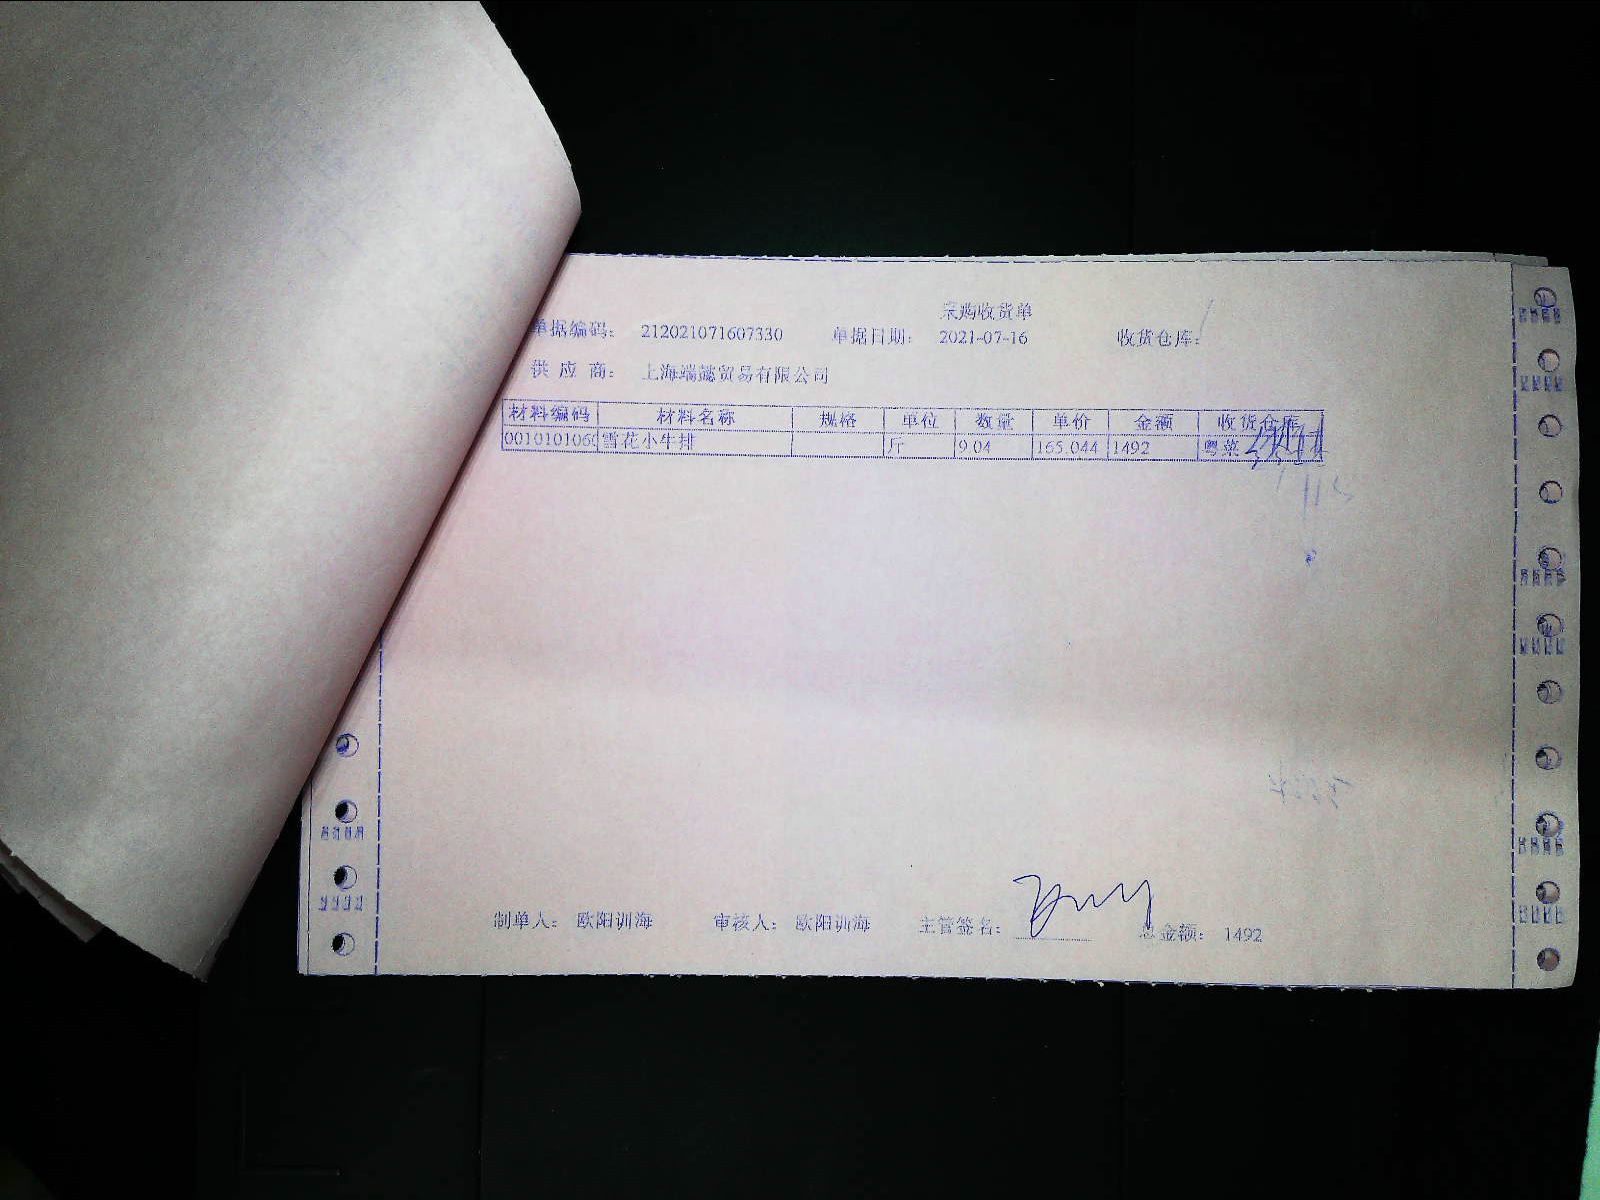 采购收货单
单据编码： 212021071607330 单据日期： 2021-07-16 收货仓库：
供应商： 上海端懿贸易有限公司
材料编码 材料名称 规格 单位 数量 单价 金额 收货仓库
0010101060 雪花小牛排 斤 9.04 165.044 1492 粤菜
制单人： 欧阳训海 审核人： 欧阳训海 主管签名： 总金额： 1492